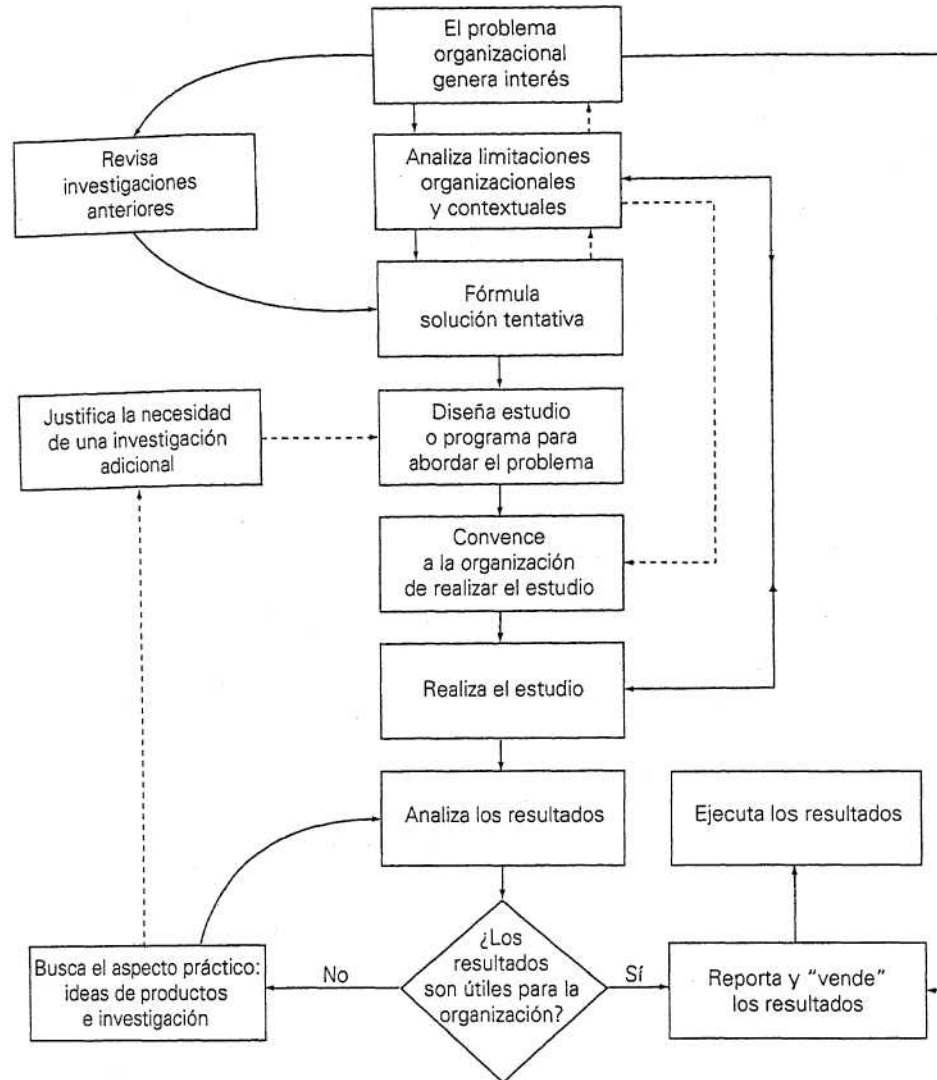 El problema
organizacional
genera interés
Revisa
investigaciones
anteriores
Analiza limitaciones
organizacionales
y contextuales
Fórmula
solución tentativa
Justifica la necesidad
de una investigación
adicional
Diseña estudio
o programa para
abordar el problema
Convence
a la organización
de realizar el estudio
Realiza el estudio
Analiza los resultados
Ejecuta los resultados
Busca el aspecto práctico:
ideas de productos
e investigación
No
¿Los
resultados
son útiles para la
organización?
Sí
Reporta y “vende”
los resultados